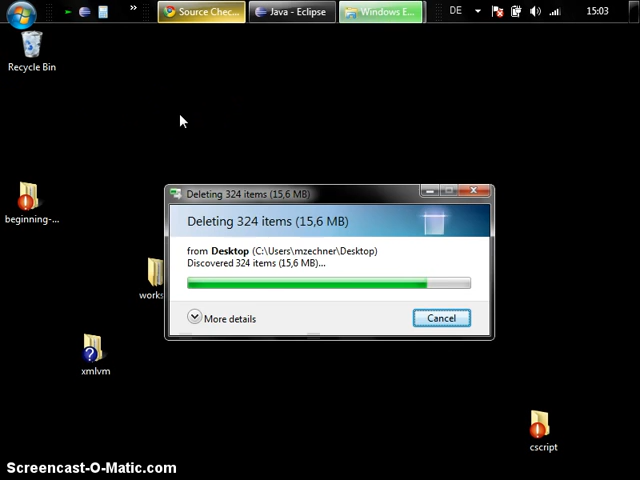 Source Chec...
Java - Eclipse
Windows E...
DE
15:03
Recycle Bin
beginning-...
works
xmlvm
cscript
Deleting 324 items (15,6 MB)
Deleting 324 items (15,6 MB)
from Desktop (C:\Users\mzechner\Desktop)
Discovered 324 items (15,6 MB)...
More details
Cancel
Screencast-O-Matic.com